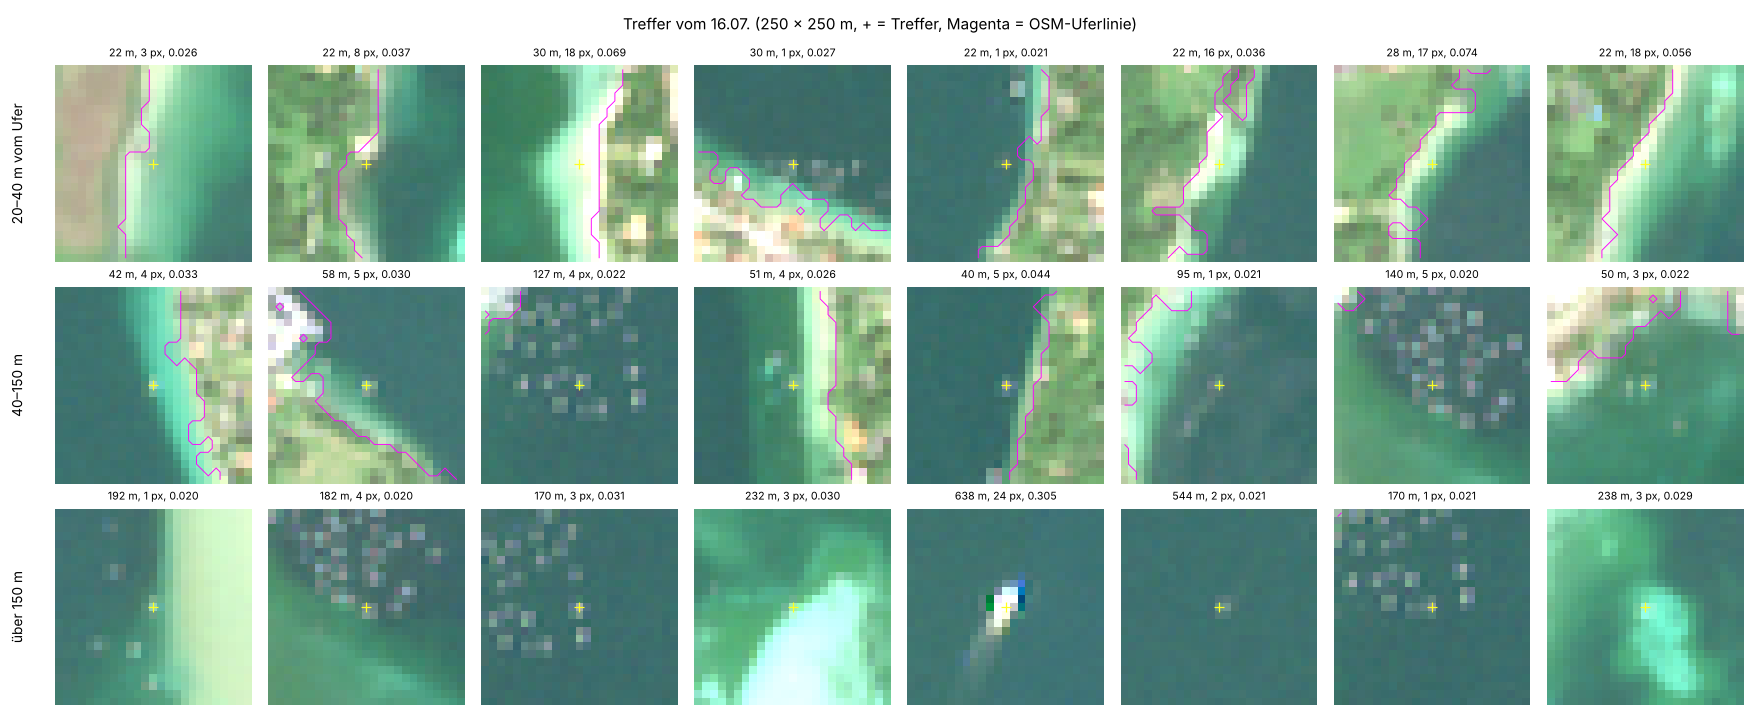 Treffer vom 16.07. (250 × 250 m, + = Treffer, Magenta = OSM-Uferlinie)
20–40 m vom Ufer
22 m, 3 px, 0.026
22 m, 8 px, 0.037
30 m, 18 px, 0.069
30 m, 1 px, 0.027
22 m, 1 px, 0.021
22 m, 16 px, 0.036
28 m, 17 px, 0.074
22 m, 18 px, 0.056
40–150 m
42 m, 4 px, 0.033
58 m, 5 px, 0.030
127 m, 4 px, 0.022
51 m, 4 px, 0.026
40 m, 5 px, 0.044
95 m, 1 px, 0.021
140 m, 5 px, 0.020
50 m, 3 px, 0.022
über 150 m
192 m, 1 px, 0.020
182 m, 4 px, 0.020
170 m, 3 px, 0.031
232 m, 3 px, 0.030
638 m, 24 px, 0.305
544 m, 2 px, 0.021
170 m, 1 px, 0.021
238 m, 3 px, 0.029